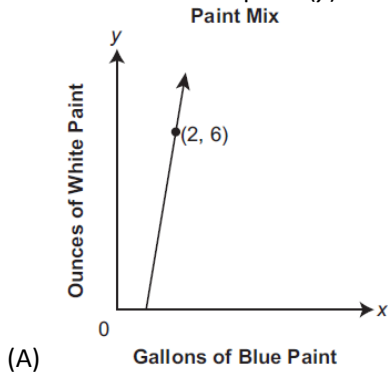 Paint Mix
y
Ounces of White Paint
(2, 6)
x
0
(A)
Gallons of Blue Paint